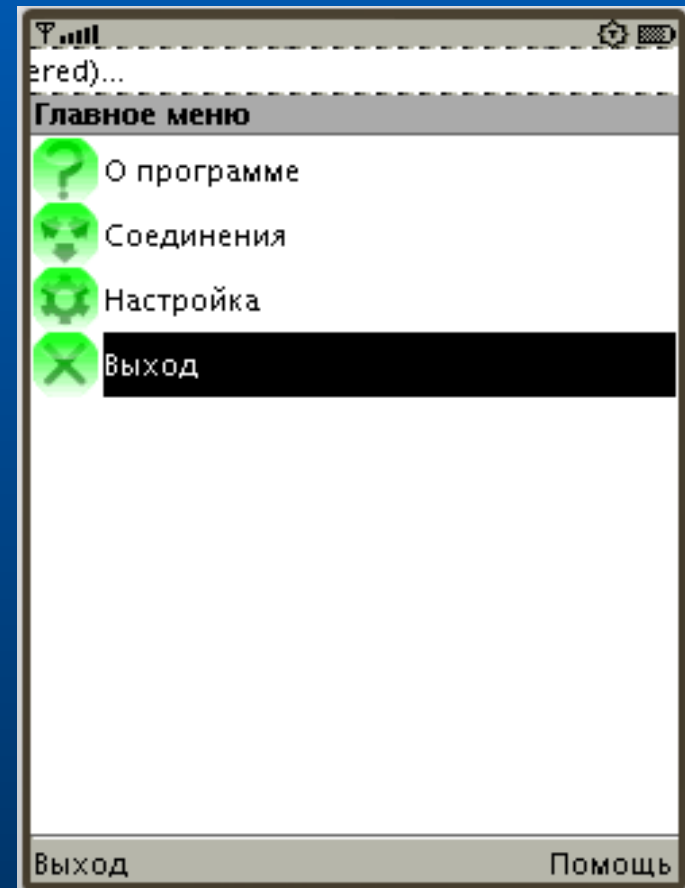 ered)...
Главное меню
О программе
Соединения
Настройка
Выход
Выход Помощь